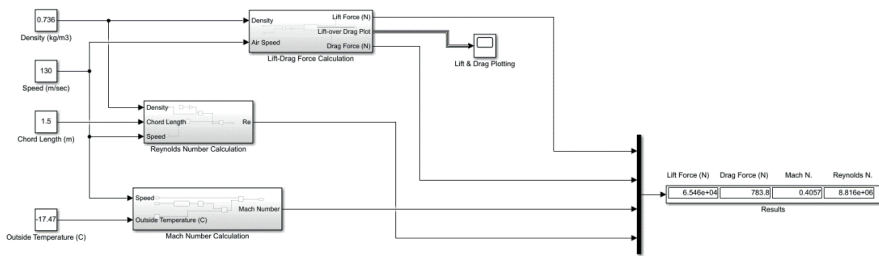 0.736
Density (kg/m3)
Density
Air Speed
Lift Force (N)
Lift-over Drag Plot
Drag Force (N)
Lift-Drag Force Calculation
Lift & Drag Plotting
130
Speed (m/sec)
1.5
Chord Length (m)
Density
Chord Length
Speed
Re
Reynolds Number Calculation
-17.47
Outside Temperature (C)
Speed
Outside Temperature (C)
Mach Number
Mach Number Calculation
Lift Force (N) Drag Force (N) Mach N. Reynolds N.
6.546e+04 783.8 0.4057 8.816e+06
Results